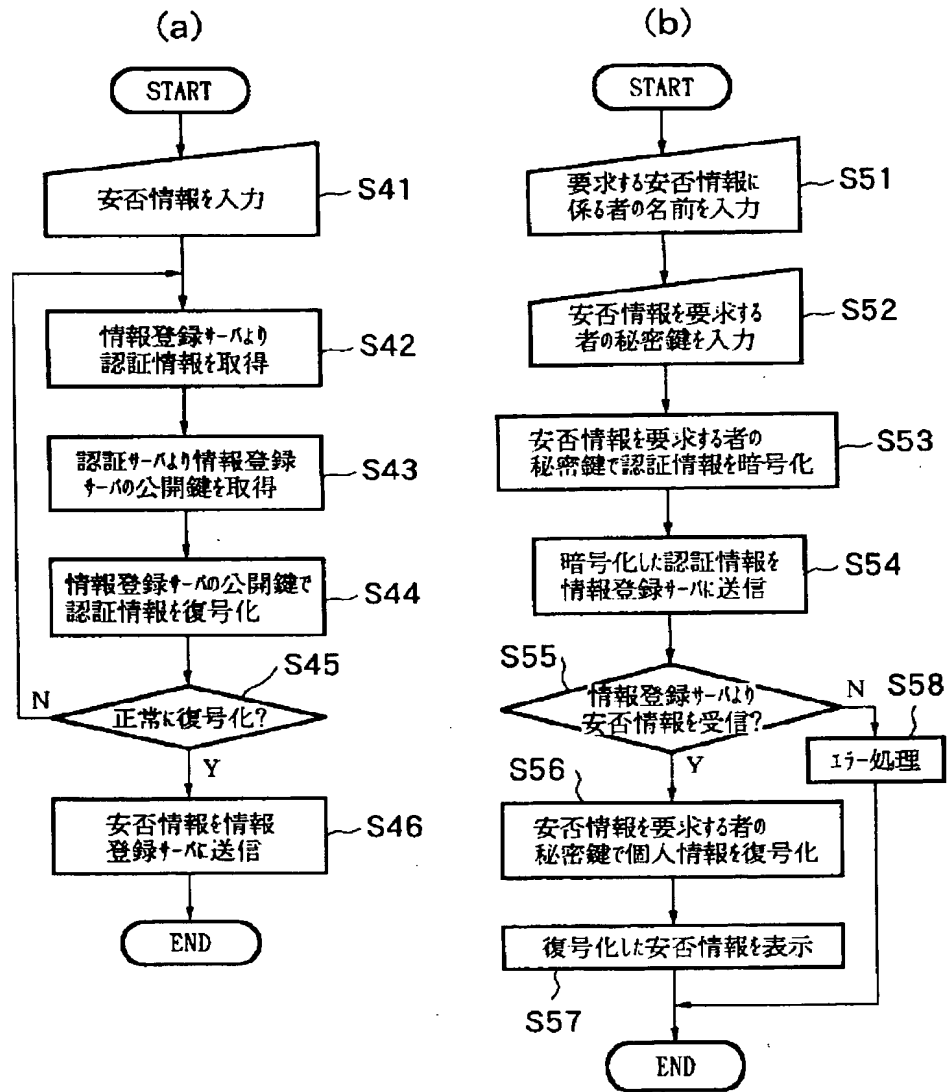 (a)
START
安否情報を入力
S41
情報登録サーバより
認証情報を取得
S42
認証サーバより情報登録
サーバの公開鍵を取得
S43
情報登録サーバの公開鍵で
認証情報を復号化
S44
S45
N
正常に復号化?
Y
安否情報を情報
登録サーバに送信
S46
END
(b)
START
要求する安否情報に
係る者の名前を入力
S51
安否情報を要求する
者の秘密鍵を入力
S52
安否情報を要求する者の
秘密鍵で認証情報を暗号化
S53
暗号化した認証情報を
情報登録サーバに送信
S54
S55
情報登録サーバより
安否情報を受信?
N
S58
エラー処理
Y
S56
安否情報を要求する者の
秘密鍵で個人情報を復号化
復号化した安否情報を表示
S57
END